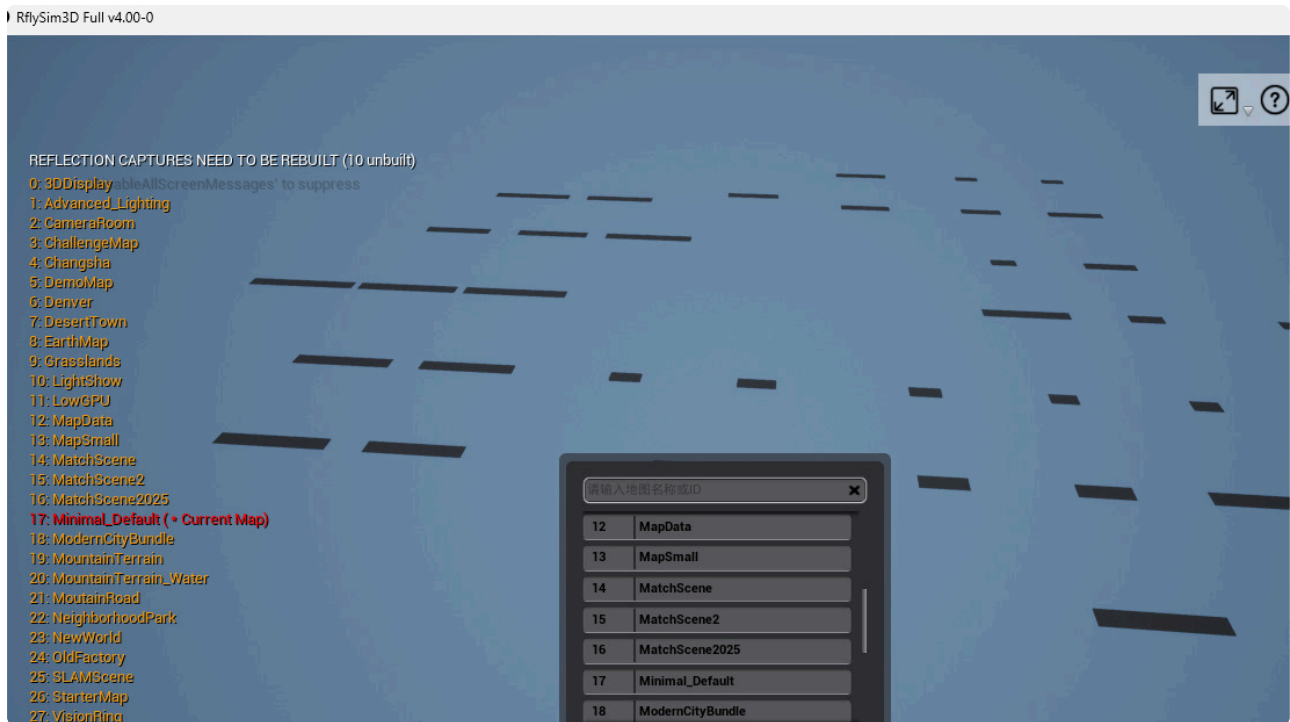 RflySim3D Full v4.00-0
REFLECTION CAPTURES NEED TO BE REBUILT (10 unbuilt)
0: 3DDisplay ableAllScreenMessages' to suppress
1: Advanced_Lighting
2: CameraRoom
3: ChallengeMap
4: Changsha
5: DemoMap
6: Denver
7: DesertTown
8: EarthMap
9: Grasslands
10: LightShow
11: LowGPU
12: MapData
13: MapSmall
14: MatchScene
15: MatchScene2
16: MatchScene2025
17: Minimal_Default ( * Current Map)
18: ModernCityBundle
19: MountainTerrain
20: MountainTerrain_Water
21: MoutainRoad
22: NeighborhoodPark
23: NewWorld
24: OldFactory
25: SLAMScene
26: StarterMap
27: VisionRing
请输入地图名称或ID
12 MapData
13 MapSmall
14 MatchScene
15 MatchScene2
16 MatchScene2025
17 Minimal_Default
18 ModernCityBundle